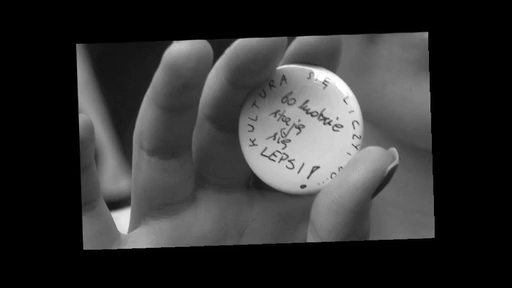 KULTURA SIĘ LICZY!
bo ludzie
stają
się
LEPSI!